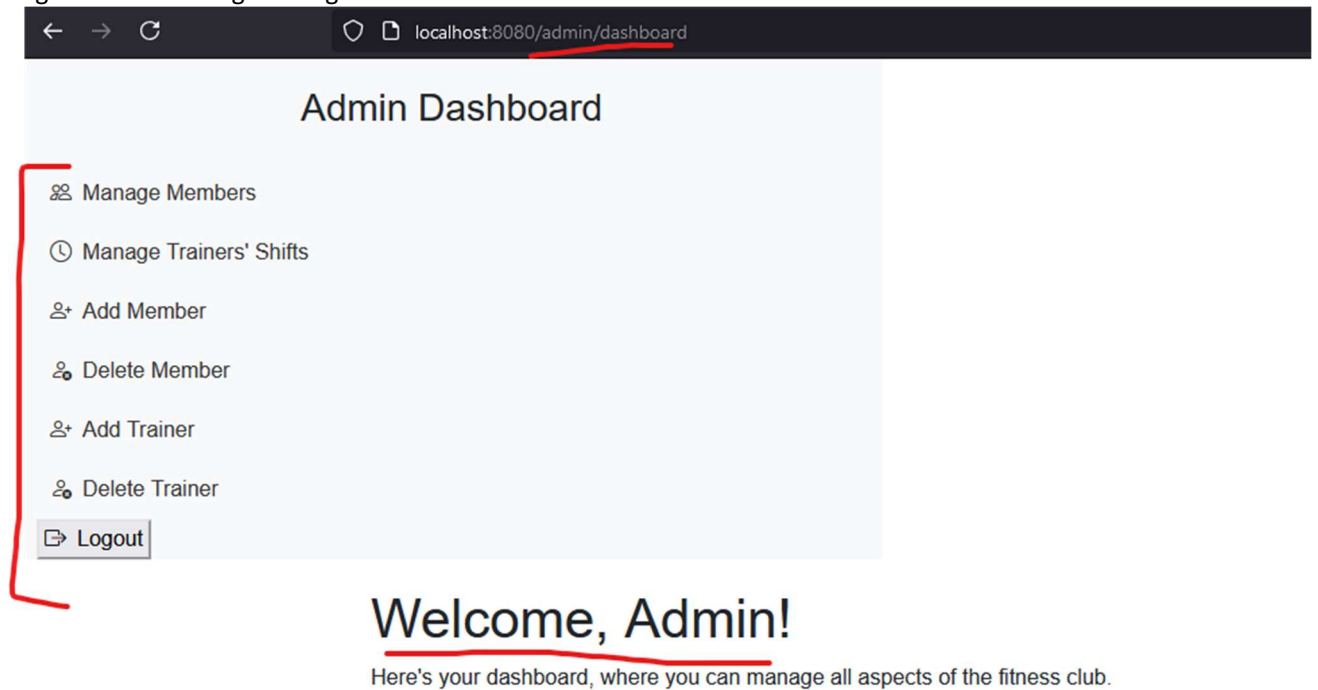 localhost:8080/admin/dashboard
Admin Dashboard
Manage Members
Manage Trainers' Shifts
Add Member
Delete Member
Add Trainer
Delete Trainer
Logout
Welcome, Admin!
Here's your dashboard, where you can manage all aspects of the fitness club.